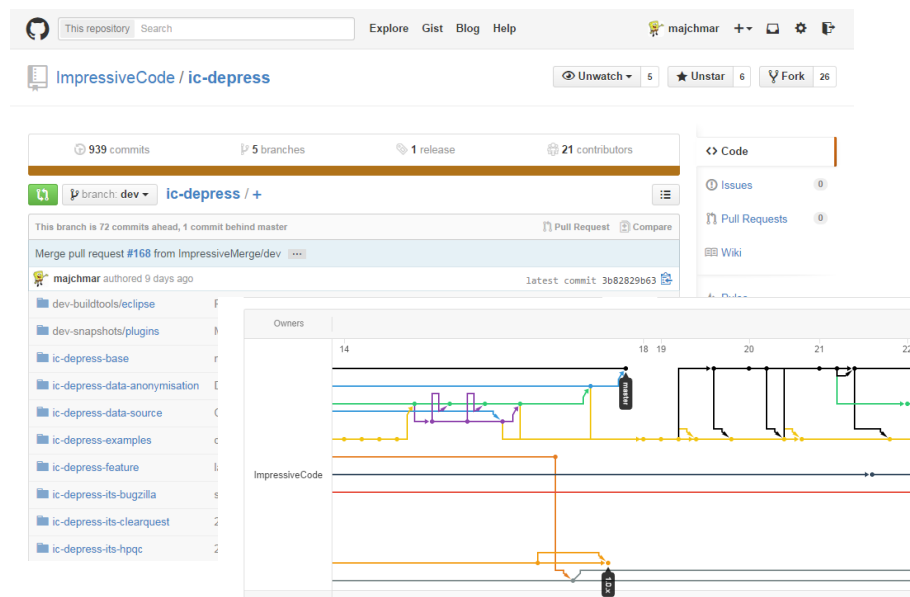 This repository Search Explore Gist Blog Help majchmar
ImpressiveCode / ic-depress Unwatch 5 Unstar 6 Fork 26
939 commits 5 branches 1 release 21 contributors
Code
branch: dev ic-depress / +
Issues 0
This branch is 72 commits ahead, 1 commit behind master Pull Request Compare
Pull Requests 0
Merge pull request #168 from ImpressiveMerge/dev ...
Wiki
majchmar authored 9 days ago latest commit 3b82829b63
dev-buildtools/eclipse
dev-snapshots/plugins
ic-depress-base
ic-depress-data-anonymisation
ic-depress-data-source
ic-depress-examples
ic-depress-feature
ic-depress-its-bugzilla
ic-depress-its-clearquest
ic-depress-its-hpqc
Owners
14 18 19 20 21 22
master
ImpressiveCode
1.0.x